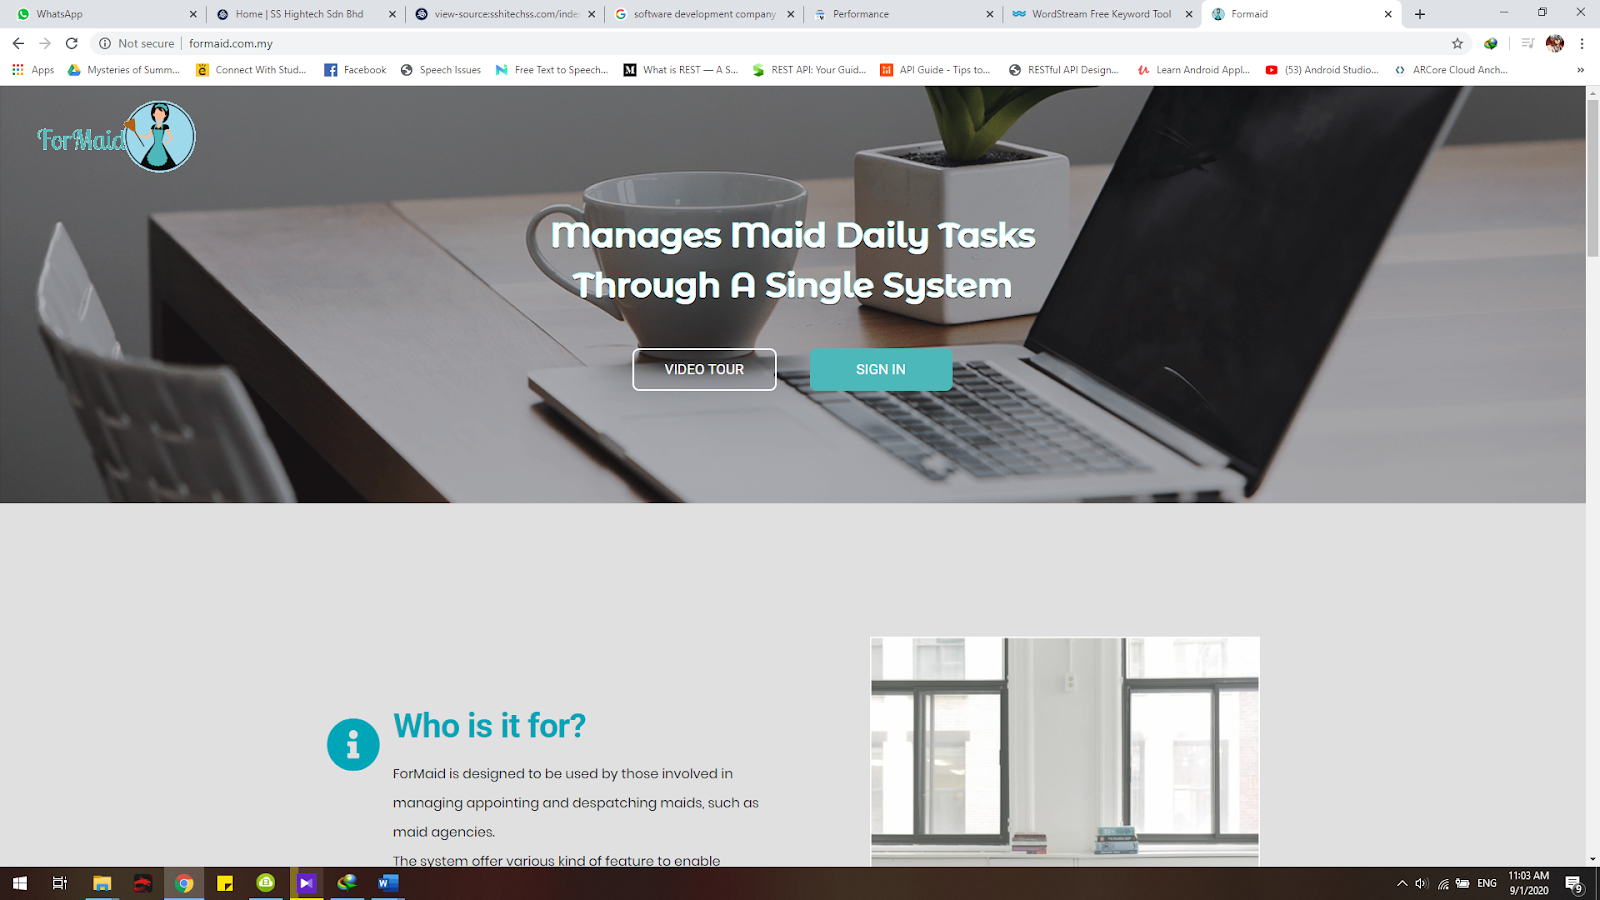 WhatsApp
Home | SS Hightech Sdn Bhd
view-source:sshitechss.com/inde
software development company
Performance
WordStream Free Keyword Tool
Formaid
Not secure
formaid.com.my
Apps
Mysteries of Summ...
Connect With Stud...
Facebook
Speech Issues
Free Text to Speech...
What is REST — A S...
REST API: Your Guid...
API Guide - Tips to...
RESTful API Design...
Learn Android Appl...
(53) Android Studio...
ARCore Cloud Anch...
»
ForMaid
Manages Maid Daily Tasks
Through A Single System
VIDEO TOUR
SIGN IN
Who is it for?
ForMaid is designed to be used by those involved in
managing appointing and despatching maids, such as
maid agencies.
The system offer various kind of feature to enable
ENG
11:03 AM
9/1/2020
9